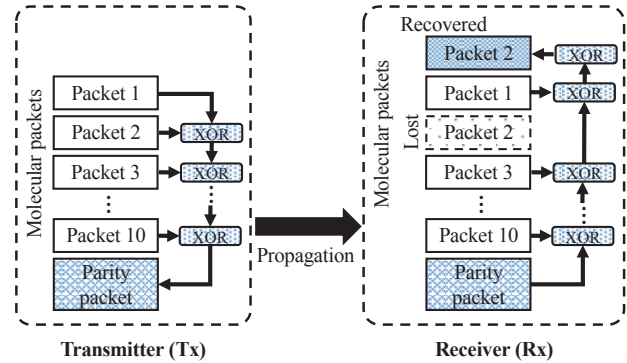 Molecular packets
Packet 1
Packet 2
XOR
Packet 3
XOR
Packet 10
XOR
Parity
packet
Transmitter (Tx)
Propagation
Recovered
Packet 2
XOR
Molecular packets
Packet 1
XOR
Lost
Packet 2
Packet 3
XOR
Packet 10
XOR
Parity
packet
Receiver (Rx)